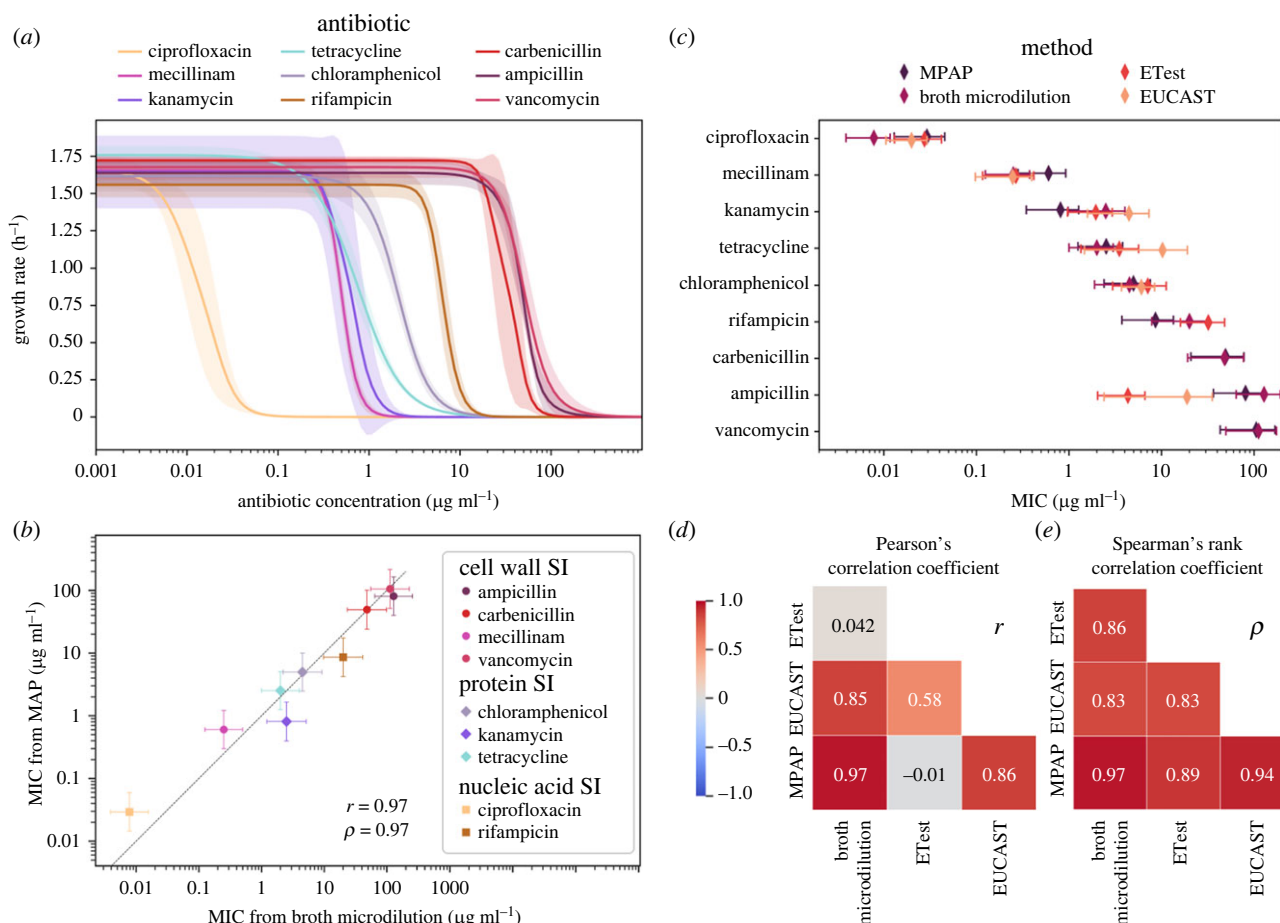 (a)
antibiotic
ciprofloxacin
mecillinam
kanamycin
tetracycline
chloramphenicol
rifampicin
carbenicillin
ampicillin
vancomycin
1.75
1.50
1.25
1.00
0.75
0.50
0.25
0
growth rate (h⁻¹)
0.001
0.01
0.1
1
10
100
antibiotic concentration (µg ml⁻¹)
(c)
method
MPAP
broth microdilution
ETest
EUCAST
ciprofloxacin
mecillinam
kanamycin
tetracycline
chloramphenicol
rifampicin
carbenicillin
ampicillin
vancomycin
0.01
0.1
1
10
100
MIC (µg ml⁻¹)
(b)
MIC from MAP (µg ml⁻¹)
100
10
1
0.1
0.01
cell wall SI
ampicillin
carbenicillin
mecillinam
vancomycin
protein SI
chloramphenicol
kanamycin
tetracycline
nucleic acid SI
ciprofloxacin
rifampicin
r = 0.97
ρ = 0.97
0.01
0.1
1
10
100
1000
MIC from broth microdilution (µg ml⁻¹)
(d)
Pearson's
correlation coefficient
1.0
0.5
0
–0.5
–1.0
r
ETest
EUCAST
MPAP
0.042
0.85
0.58
0.97
–0.01
0.86
broth
microdilution
ETest
EUCAST
(e)
Spearman's rank
correlation coefficient
ρ
ETest
EUCAST
MPAP
0.86
0.83
0.83
0.97
0.89
0.94
broth
microdilution
ETest
EUCAST